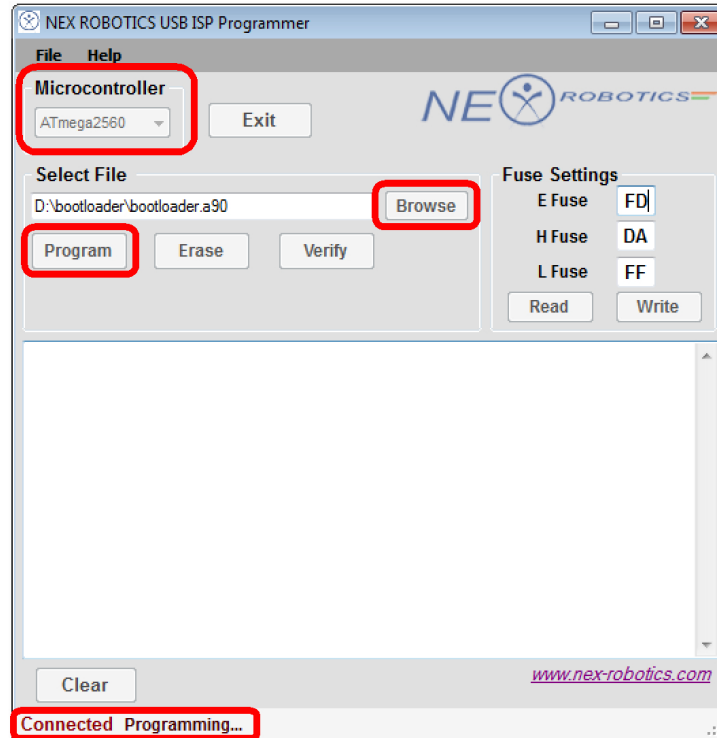 NEX ROBOTICS USB ISP Programmer
File Help
Microcontroller
ATmega2560
Exit
NEX ROBOTICS
Select File
D:\bootloader\bootloader.a90
Browse
Program Erase Verify
Fuse Settings
E Fuse FD
H Fuse DA
L Fuse FF
Read Write
Clear
www.nex-robotics.com
Connected Programming...